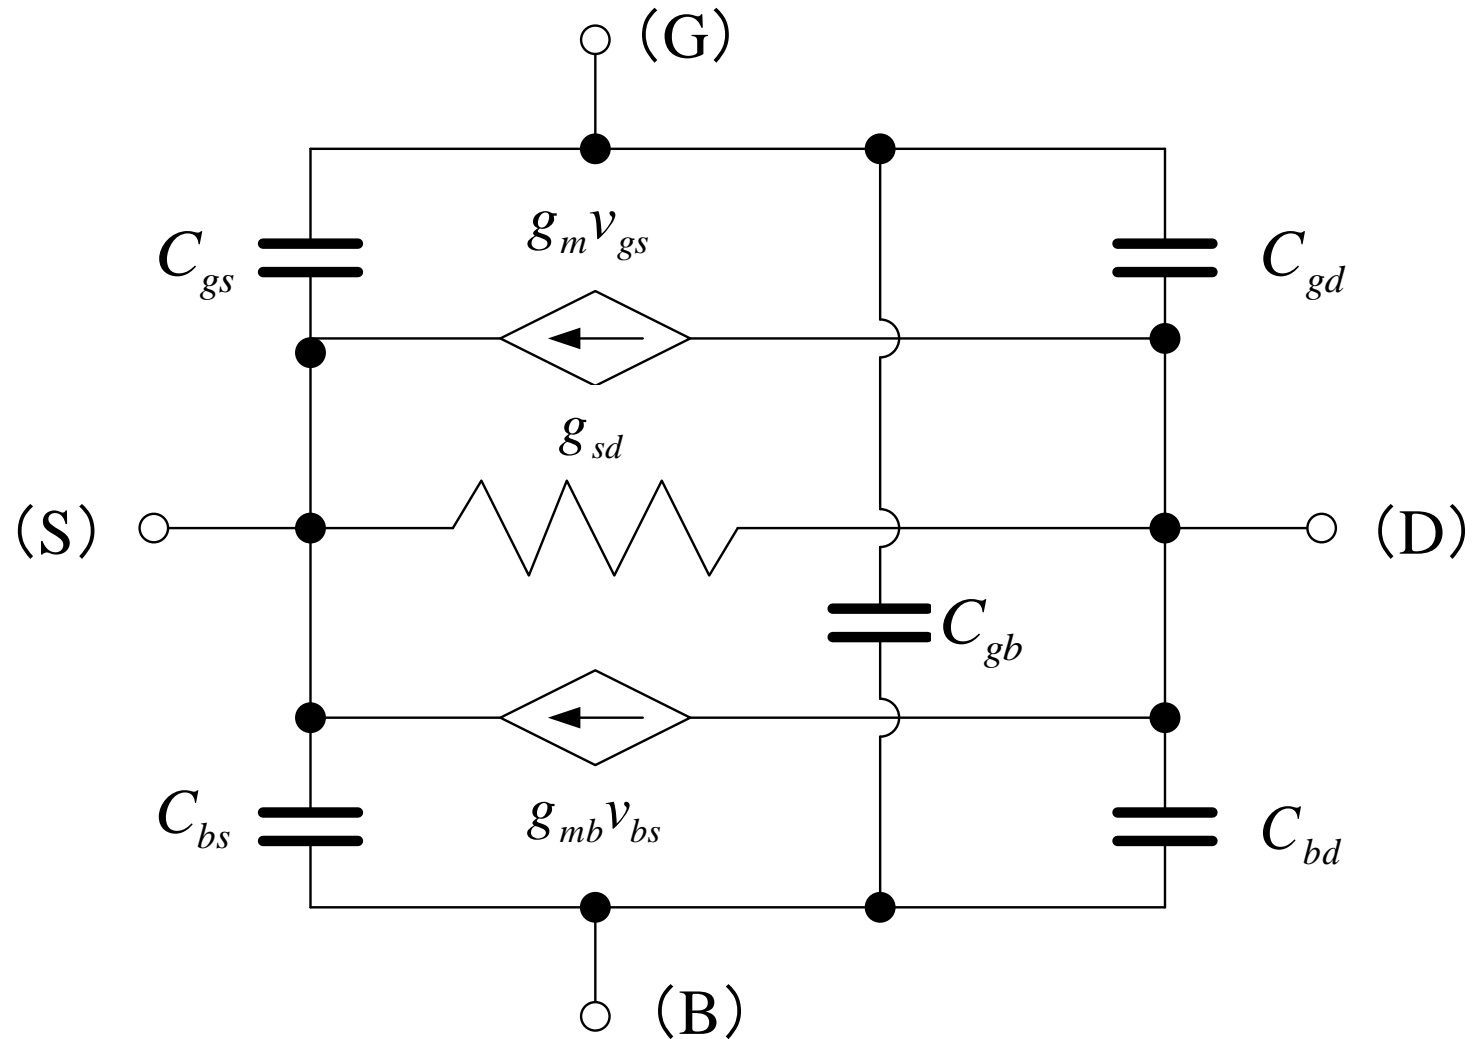 (G)
g_m v_gs
C_gs
C_gd
g_sd
(S)
(D)
C_gb
C_bs
g_mb v_bs
C_bd
(B)